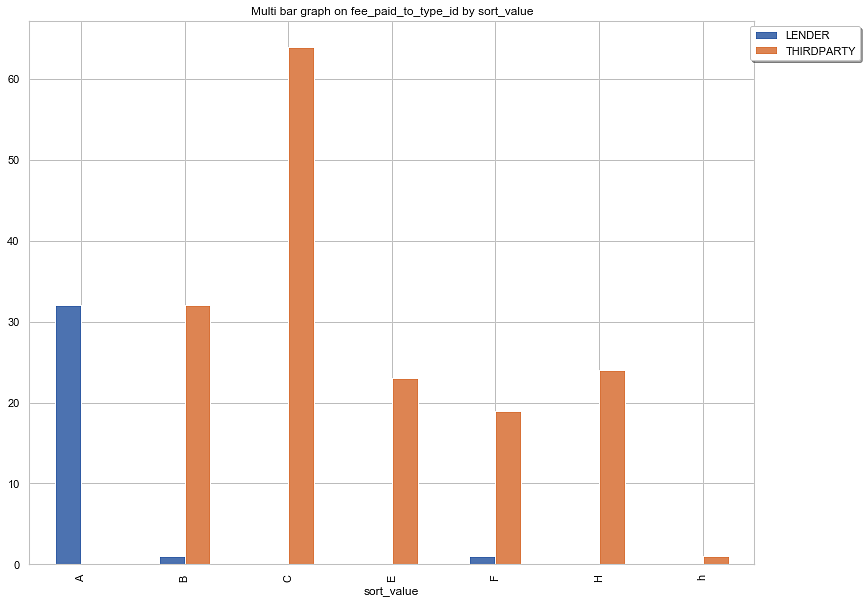 Multi bar graph on fee_paid_to_type_id by sort_value
LENDER
THIRDPARTY
60
50
40
30
20
10
0
A
B
C
E
F
H
h
sort_value